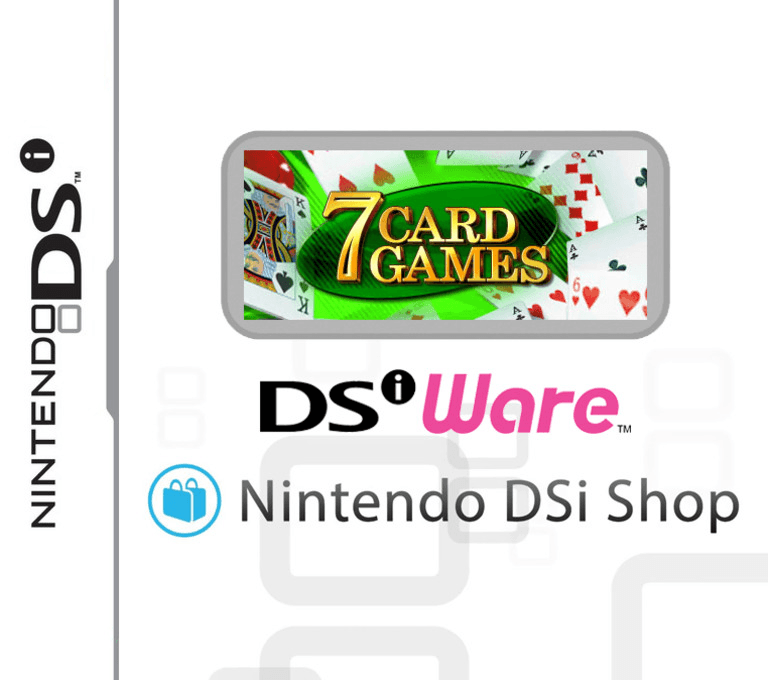 NINTENDO DSi™
7 CARD
GAMES
DSiWare™
Nintendo DSi Shop